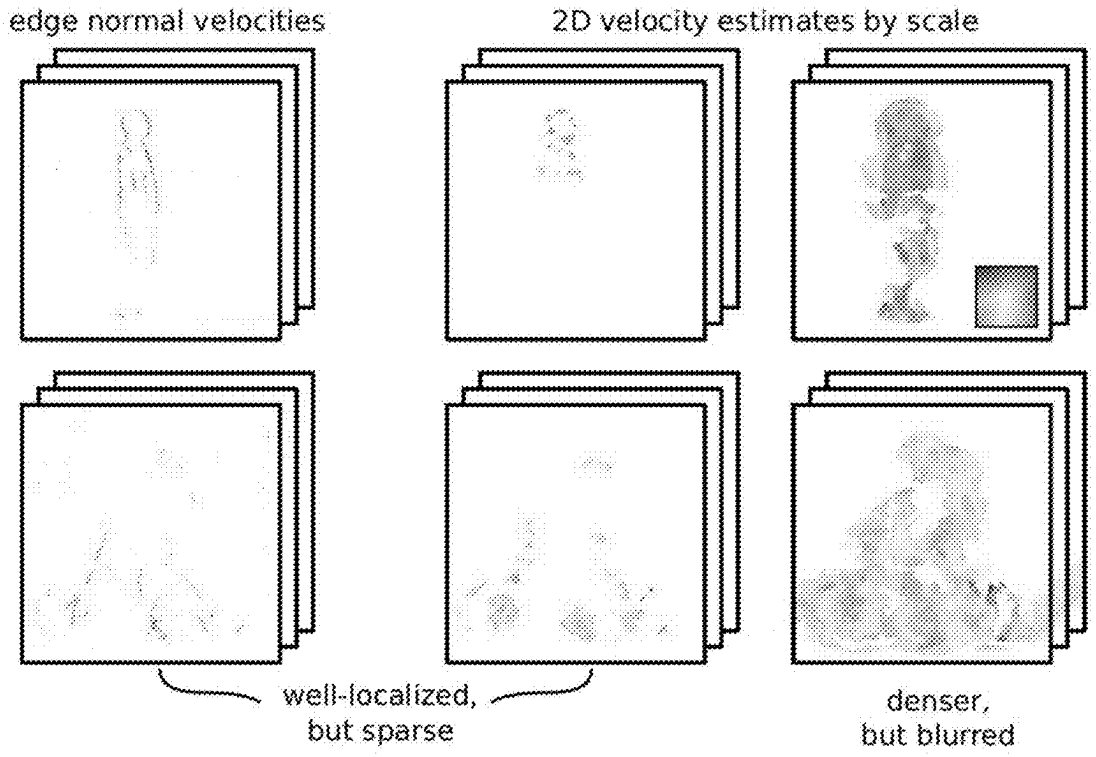 edge normal velocities
2D velocity estimates by scale
well-localized,
but sparse
denser,
but blurred